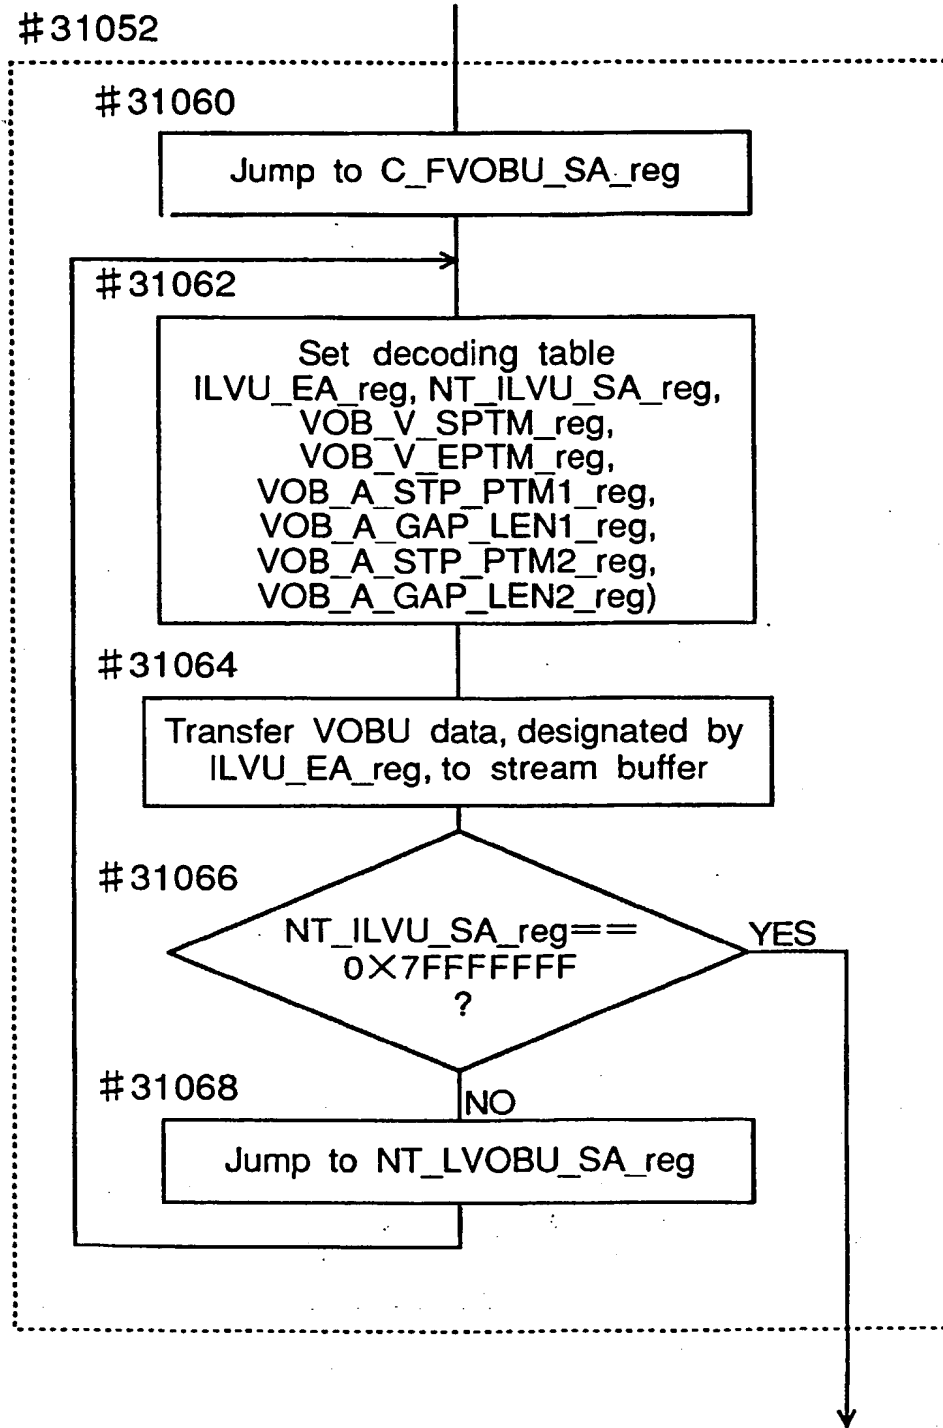 #31052
#31060
Jump to C_FVOBU_SA_reg
#31062
Set decoding table
ILVU_EA_reg, NT_ILVU_SA_reg,
VOB_V_SPTM_reg,
VOB_V_EPTM_reg,
VOB_A_STP_PTM1_reg,
VOB_A_GAP_LEN1_reg,
VOB_A_STP_PTM2_reg,
VOB_A_GAP_LEN2_reg)
#31064
Transfer VOBU data, designated by
ILVU_EA_reg, to stream buffer
#31066
NT_ILVU_SA_reg==
0X7FFFFFFF
?
YES
#31068
NO
Jump to NT_LVOBU_SA_reg